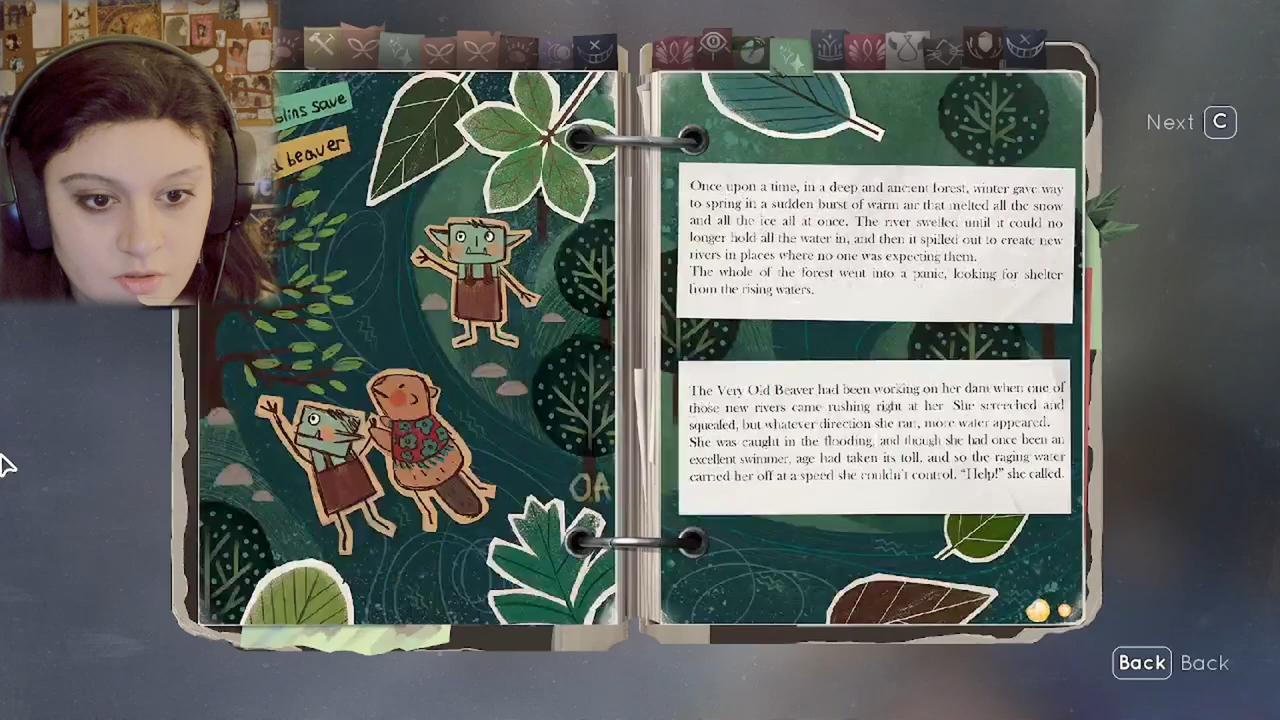 lins save
beaver
OA
Once upon a time, in a deep and ancient forest, winter gave way
to spring in a sudden burst of warm air that melted all the snow
and all the ice all at once. The river swelled until it could no
longer hold all the water in, and then it spilled out to create new
rivers in places where no one was expecting them.
The whole of the forest went into a panic, looking for shelter
from the rising waters.
The Very Old Beaver had been working on her dam when one of
those new rivers came rushing right at her. She screeched and
squealed, but whatever direction she ran, more water appeared.
She was caught in the flooding, and though she had once been an
excellent swimmer, age had taken its toll, and so the raging water
carried her off at a speed she couldn't control. "Help!" she called.
Next C
Back Back